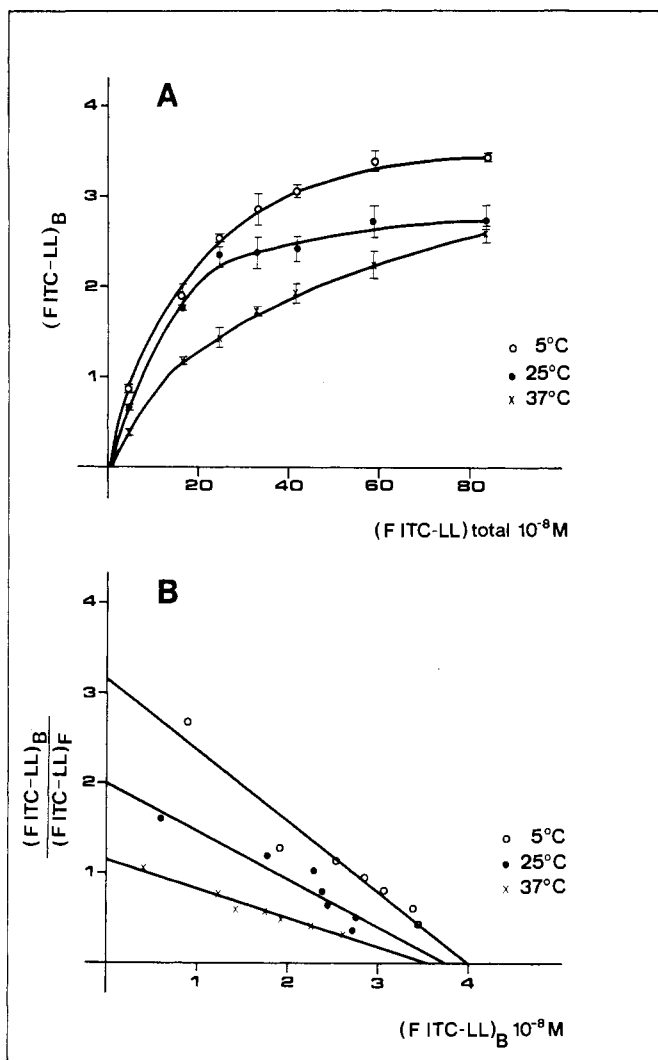 A
4
3
2
1
(FITC-LL)B
20 40 60 80
(FITC-LL) total 10⁻⁸M
o 5°C
• 25°C
x 37°C
B
4
3
2
1
(FITC-LL)B
(FITC-LL)F
1 2 3 4
(FITC-LL)B 10⁻⁸M
o 5°C
• 25°C
x 37°C